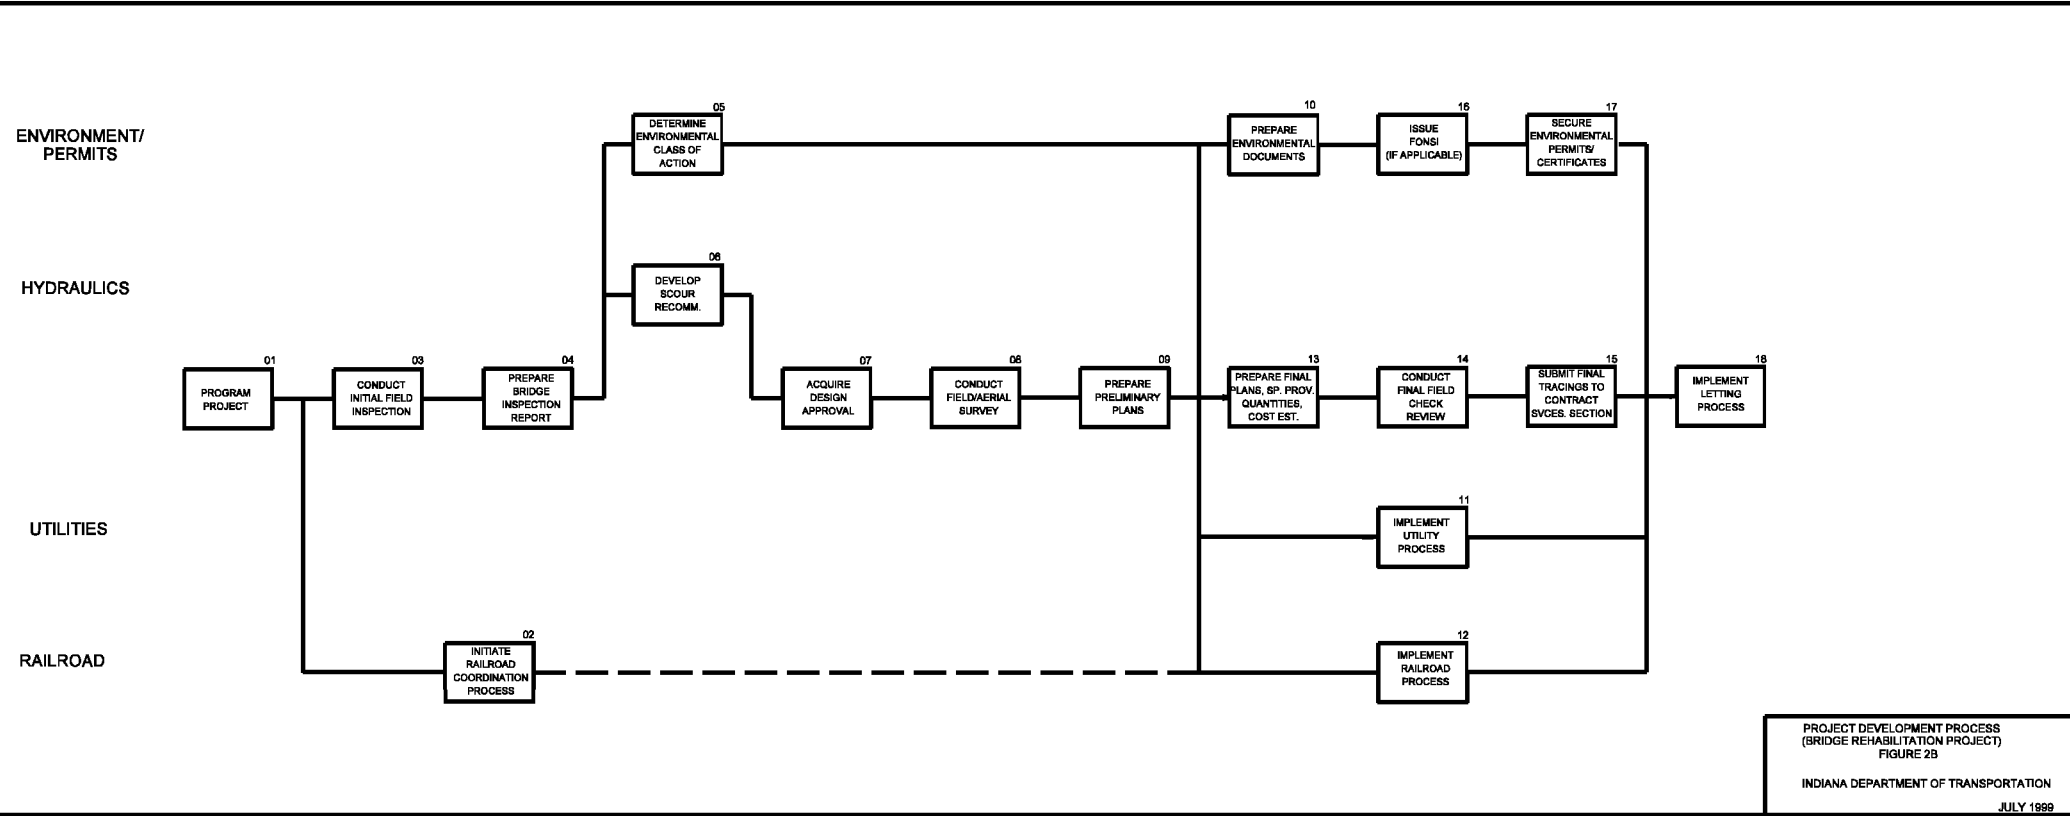 ENVIRONMENT/
PERMITS
05
DETERMINE
ENVIRONMENTAL
CLASS OF
ACTION
10
PREPARE
ENVIRONMENTAL
DOCUMENTS
16
ISSUE
FONSI
(IF APPLICABLE)
17
SECURE
ENVIRONMENTAL
PERMITS/
CERTIFICATES
HYDRAULICS
06
DEVELOP
SCOUR
RECOMM.
01
PROGRAM
PROJECT
03
CONDUCT
INITIAL FIELD
INSPECTION
04
PREPARE
BRIDGE
INSPECTION
REPORT
07
ACQUIRE
DESIGN
APPROVAL
08
CONDUCT
FIELD/AERIAL
SURVEY
09
PREPARE
PRELIMINARY
PLANS
13
PREPARE FINAL
PLANS, SP. PROV.
QUANTITIES,
COST EST.
14
CONDUCT
FINAL FIELD
CHECK
REVIEW
15
SUBMIT FINAL
TRACINGS TO
CONTRACT
SVCES. SECTION
18
IMPLEMENT
LETTING
PROCESS
UTILITIES
11
IMPLEMENT
UTILITY
PROCESS
RAILROAD
02
INITIATE
RAILROAD
COORDINATION
PROCESS
12
IMPLEMENT
RAILROAD
PROCESS
PROJECT DEVELOPMENT PROCESS
(BRIDGE REHABILITATION PROJECT)
FIGURE 2B
INDIANA DEPARTMENT OF TRANSPORTATION
JULY 1999